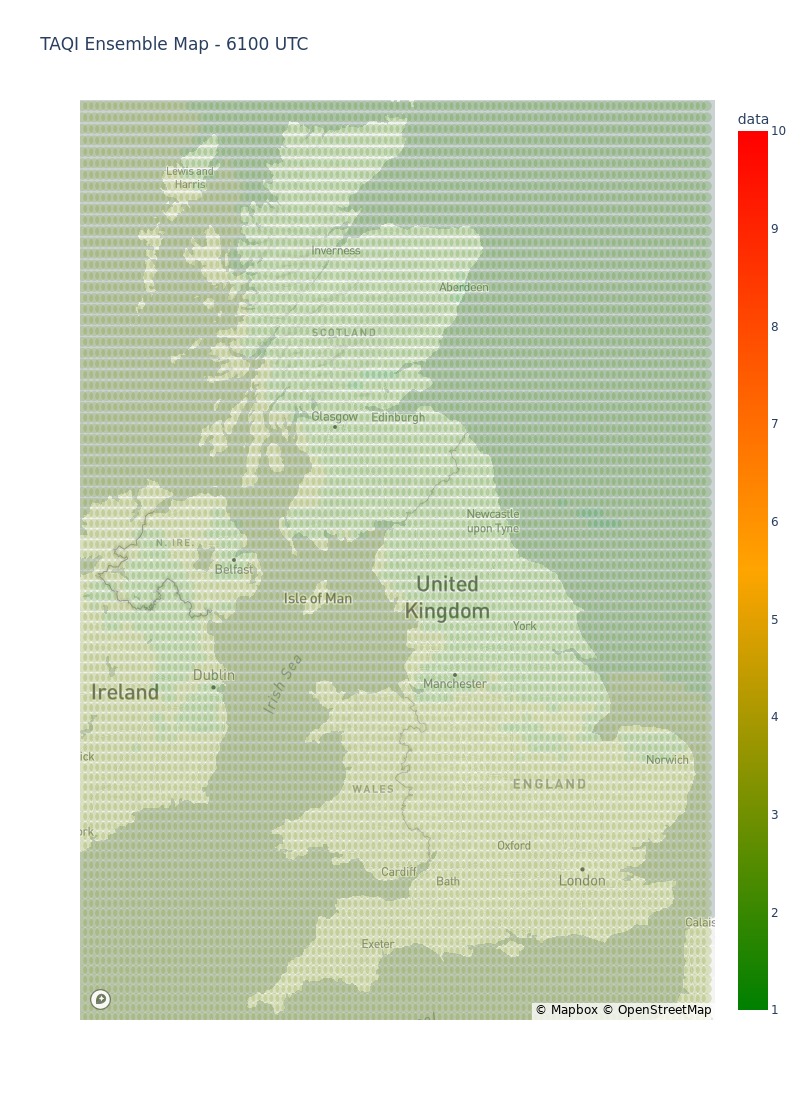 TAQI Ensemble Map - 6100 UTC
data
10
9
8
7
6
5
4
3
2
1
Lewis and
Harris
Inverness
Aberdeen
SCOTLAND
Glasgow
Edinburgh
Newcastle
upon Tyne
N. IRE.
Belfast
Isle of Man
United
Kingdom
York
Dublin
Manchester
Ireland
Irish Sea
ick
Norwich
WALES
ENGLAND
ork
Oxford
Cardiff
Bath
London
Calais
Exeter
© Mapbox © OpenStreetMap